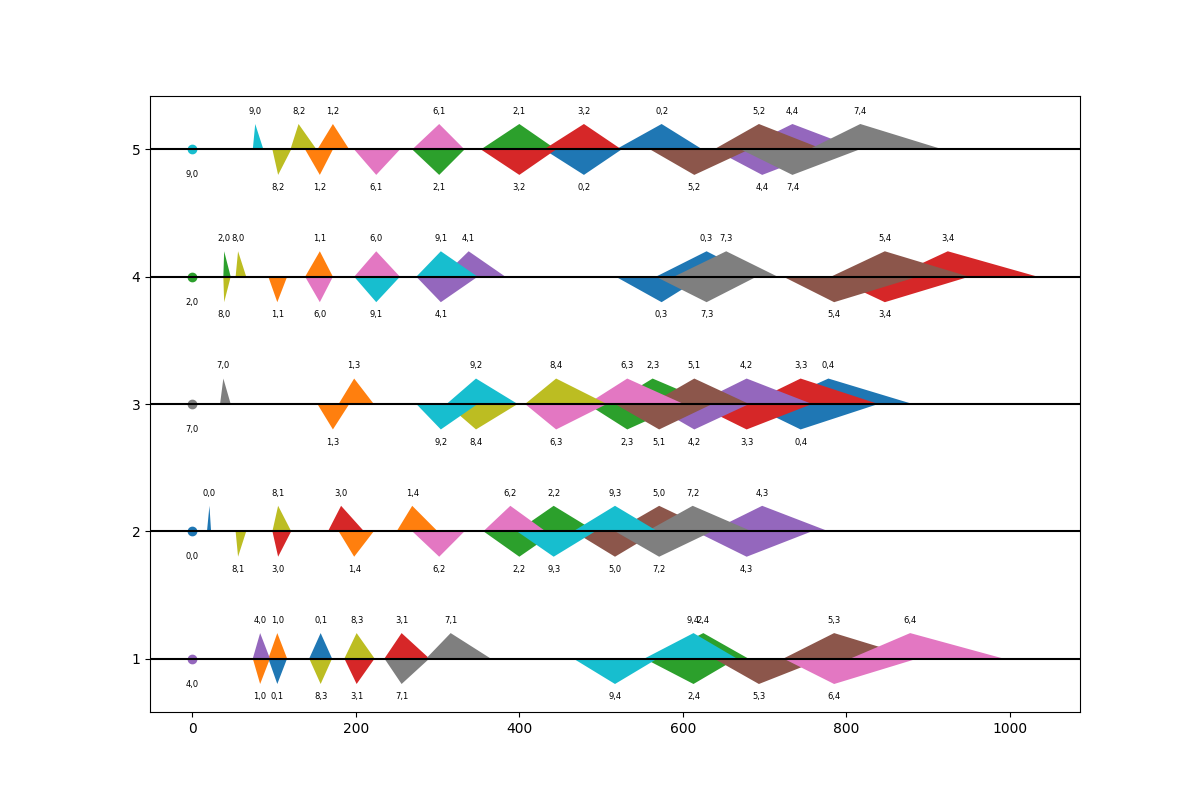 9,0 8,2 1,2 6,1 2,1 3,2 0,2 5,2 4,4 7,4
5
9,0 8,2 1,2 6,1 2,1 3,2 0,2 5,2 4,4 7,4
2,0 8,0 1,1 6,0 9,1 4,1 0,3 7,3 5,4 3,4
4
2,0 8,0 1,1 6,0 9,1 4,1 0,3 7,3 5,4 3,4
7,0 1,3 9,2 8,4 6,3 2,3 5,1 4,2 3,3 0,4
3
7,0 1,3 9,2 8,4 6,3 2,3 5,1 4,2 3,3 0,4
0,0 8,1 3,0 1,4 6,2 2,2 9,3 5,0 7,2 4,3
2
0,0 8,1 3,0 1,4 6,2 2,2 9,3 5,0 7,2 4,3
4,0 1,0 0,1 8,3 3,1 7,1 9,4 2,4 5,3 6,4
1
4,0 1,0 0,1 8,3 3,1 7,1 9,4 2,4 5,3 6,4
0 200 400 600 800 1000